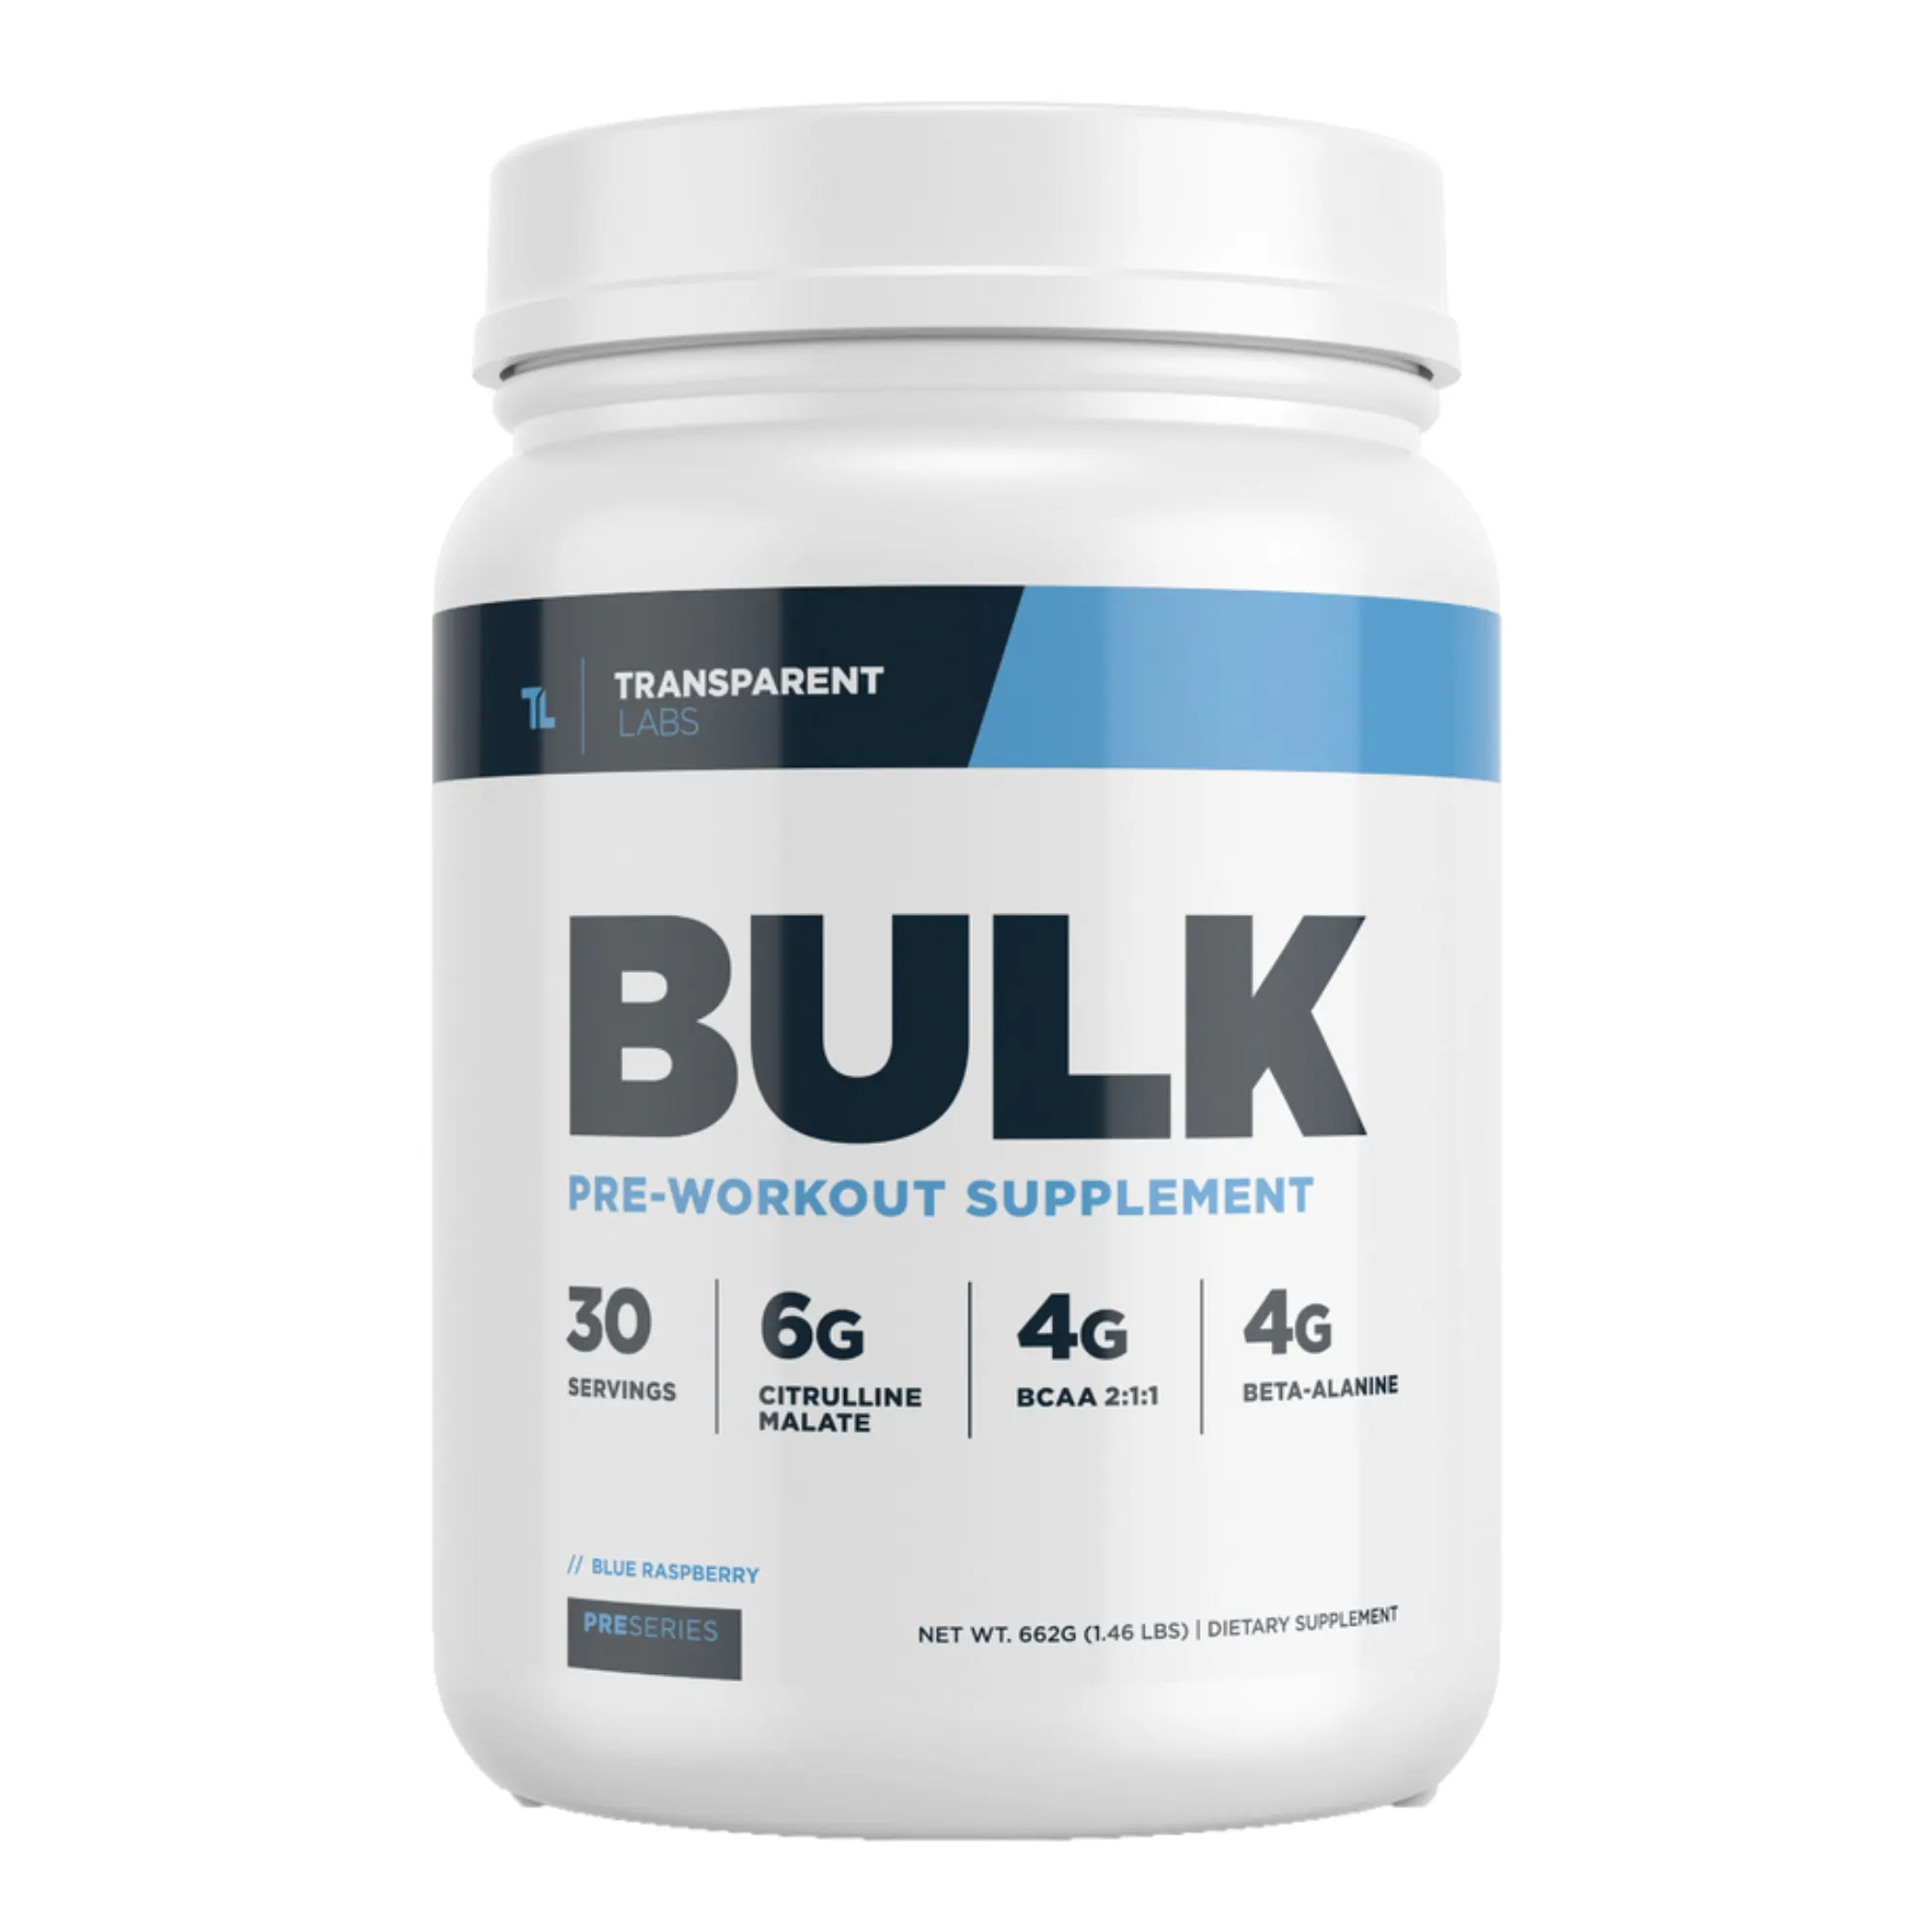 TL
TRANSPARENT
LABS
BULK
PRE-WORKOUT SUPPLEMENT
30
SERVINGS
6G
CITRULLINE
MALATE
4G
BCAA 2:1:1
4G
BETA-ALANINE
// BLUE RASPBERRY
PRESERIES
NET WT. 662G (1.46 LBS) | DIETARY SUPPLEMENT